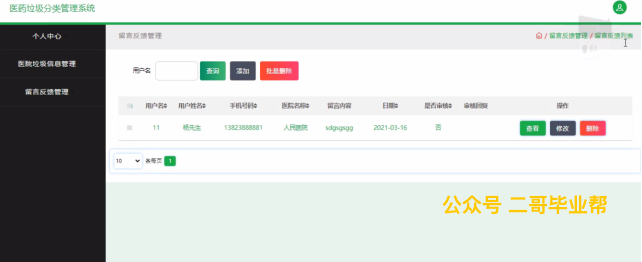 医药垃圾分类管理系统
个人中心
医院垃圾信息管理
留言反馈管理
留言反馈管理
/ 留言反馈管理 / 留言反馈列表
用户名 查询 添加 批量删除
用户名 用户姓名 手机号码 医院名称 留言内容 日期 是否审核 审核回复 操作
11 杨先生 13823888881 人民医院 sdgsgsgg 2021-03-16 否 查看 修改 删除
10 条每页 1
公众号 二哥毕业帮